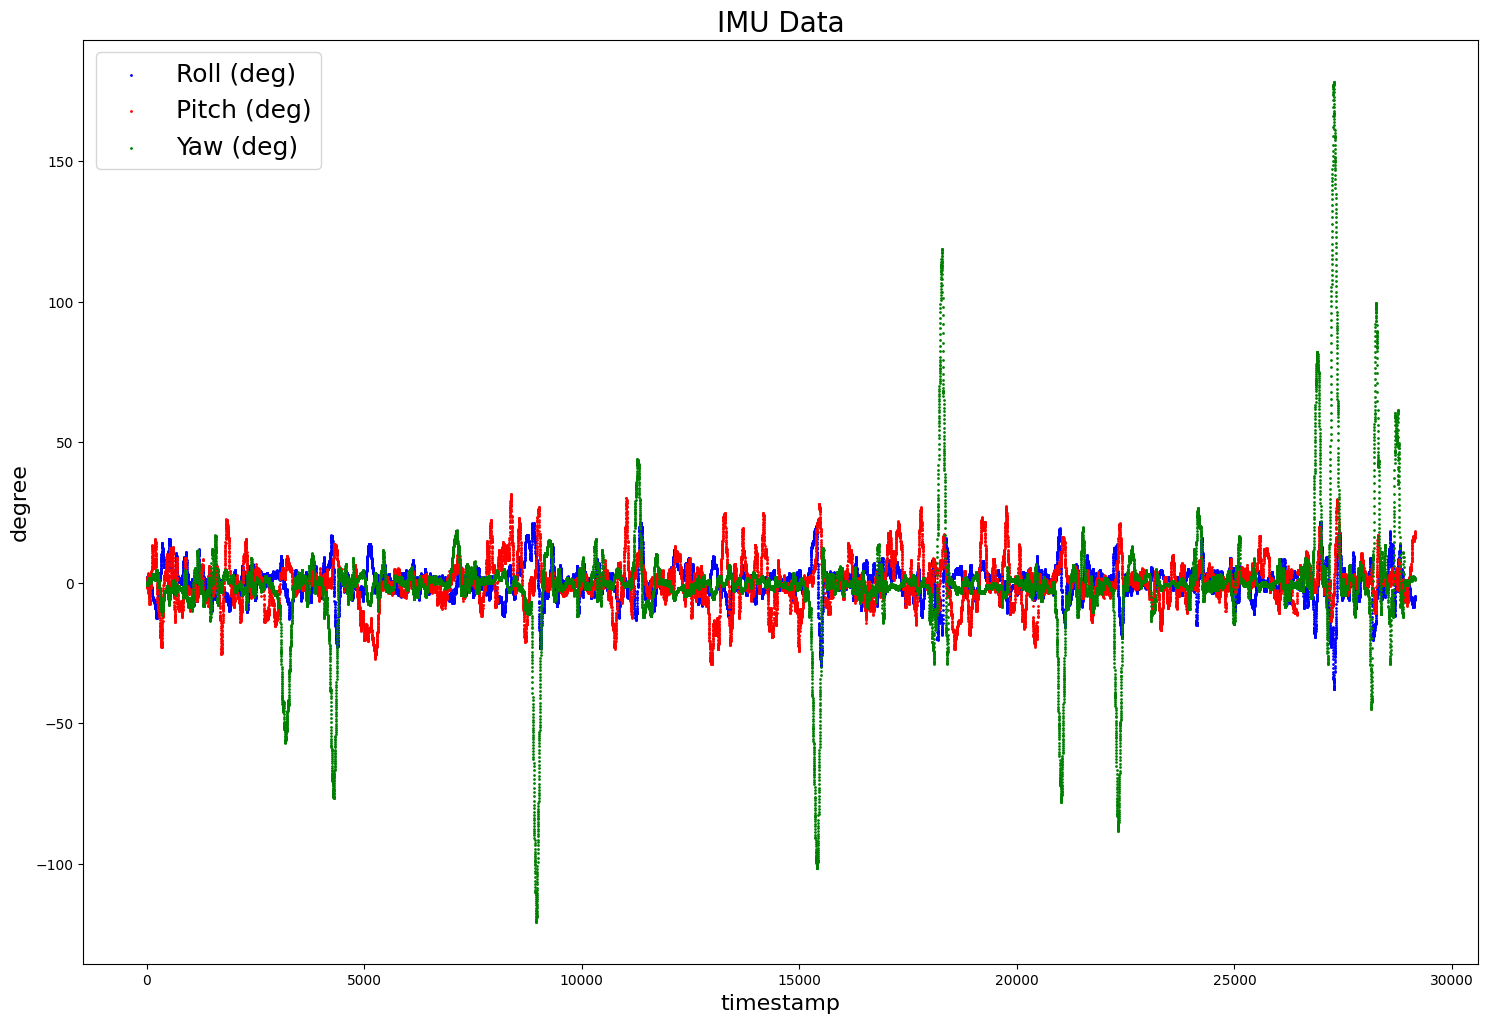 IMU Data
Roll (deg)
Pitch (deg)
Yaw (deg)
150
100
50
0
−50
−100
degree
0 5000 10000 15000 20000 25000 30000
timestamp